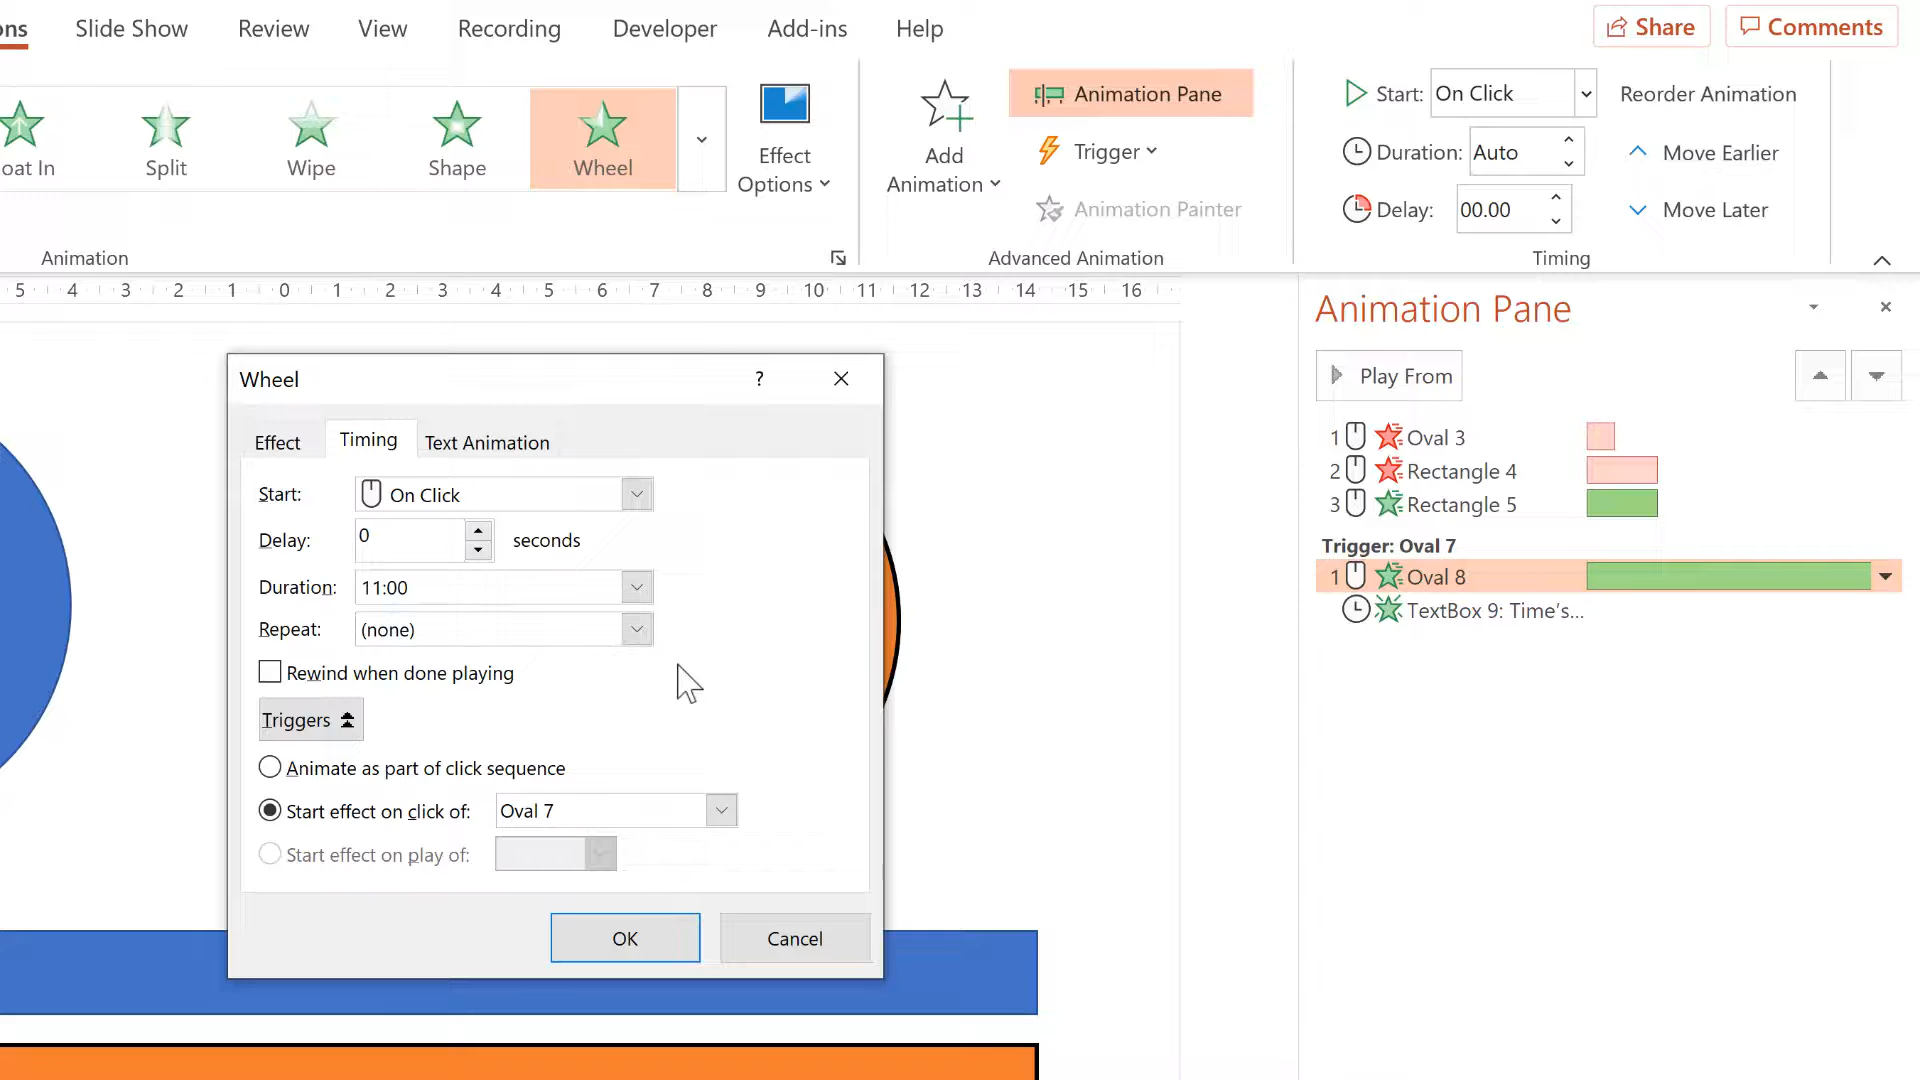 ons Slide Show Review View Recording Developer Add-ins Help Share Comments
oat In Split Wipe Shape Wheel
Effect Options
Add Animation
Animation Pane
Trigger
Animation Painter
Start: On Click
Duration: Auto
Delay: 00.00
Reorder Animation
Move Earlier
Move Later
Animation Advanced Animation Timing
5 4 3 2 1 0 1 2 3 4 5 6 7 8 9 10 11 12 13 14 15 16
Wheel ?
Effect Timing Text Animation
Start: On Click
Delay: 0 seconds
Duration: 11:00
Repeat: (none)
Rewind when done playing
Triggers
Animate as part of click sequence
Start effect on click of: Oval 7
Start effect on play of:
OK Cancel
Animation Pane
Play From
1 Oval 3
2 Rectangle 4
3 Rectangle 5
Trigger: Oval 7
1 Oval 8
TextBox 9: Time's...